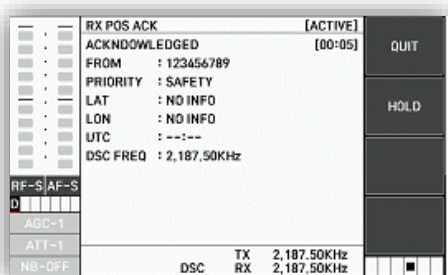 RX POS ACK [ACTIVE]
ACKNDOWLEDGED [00:05]
FROM : 123456789
PRIORITY : SAFETY
LAT : NO INFO
LON : NO INFO
UTC : --:--
DSC FREQ : 2,187,50KHz
QUIT
HOLD
RF-S AF-S
D
AGC-1
ATT-1
NB-OFF
TX 2,187.50KHz
DSC RX 2,187.50KHz